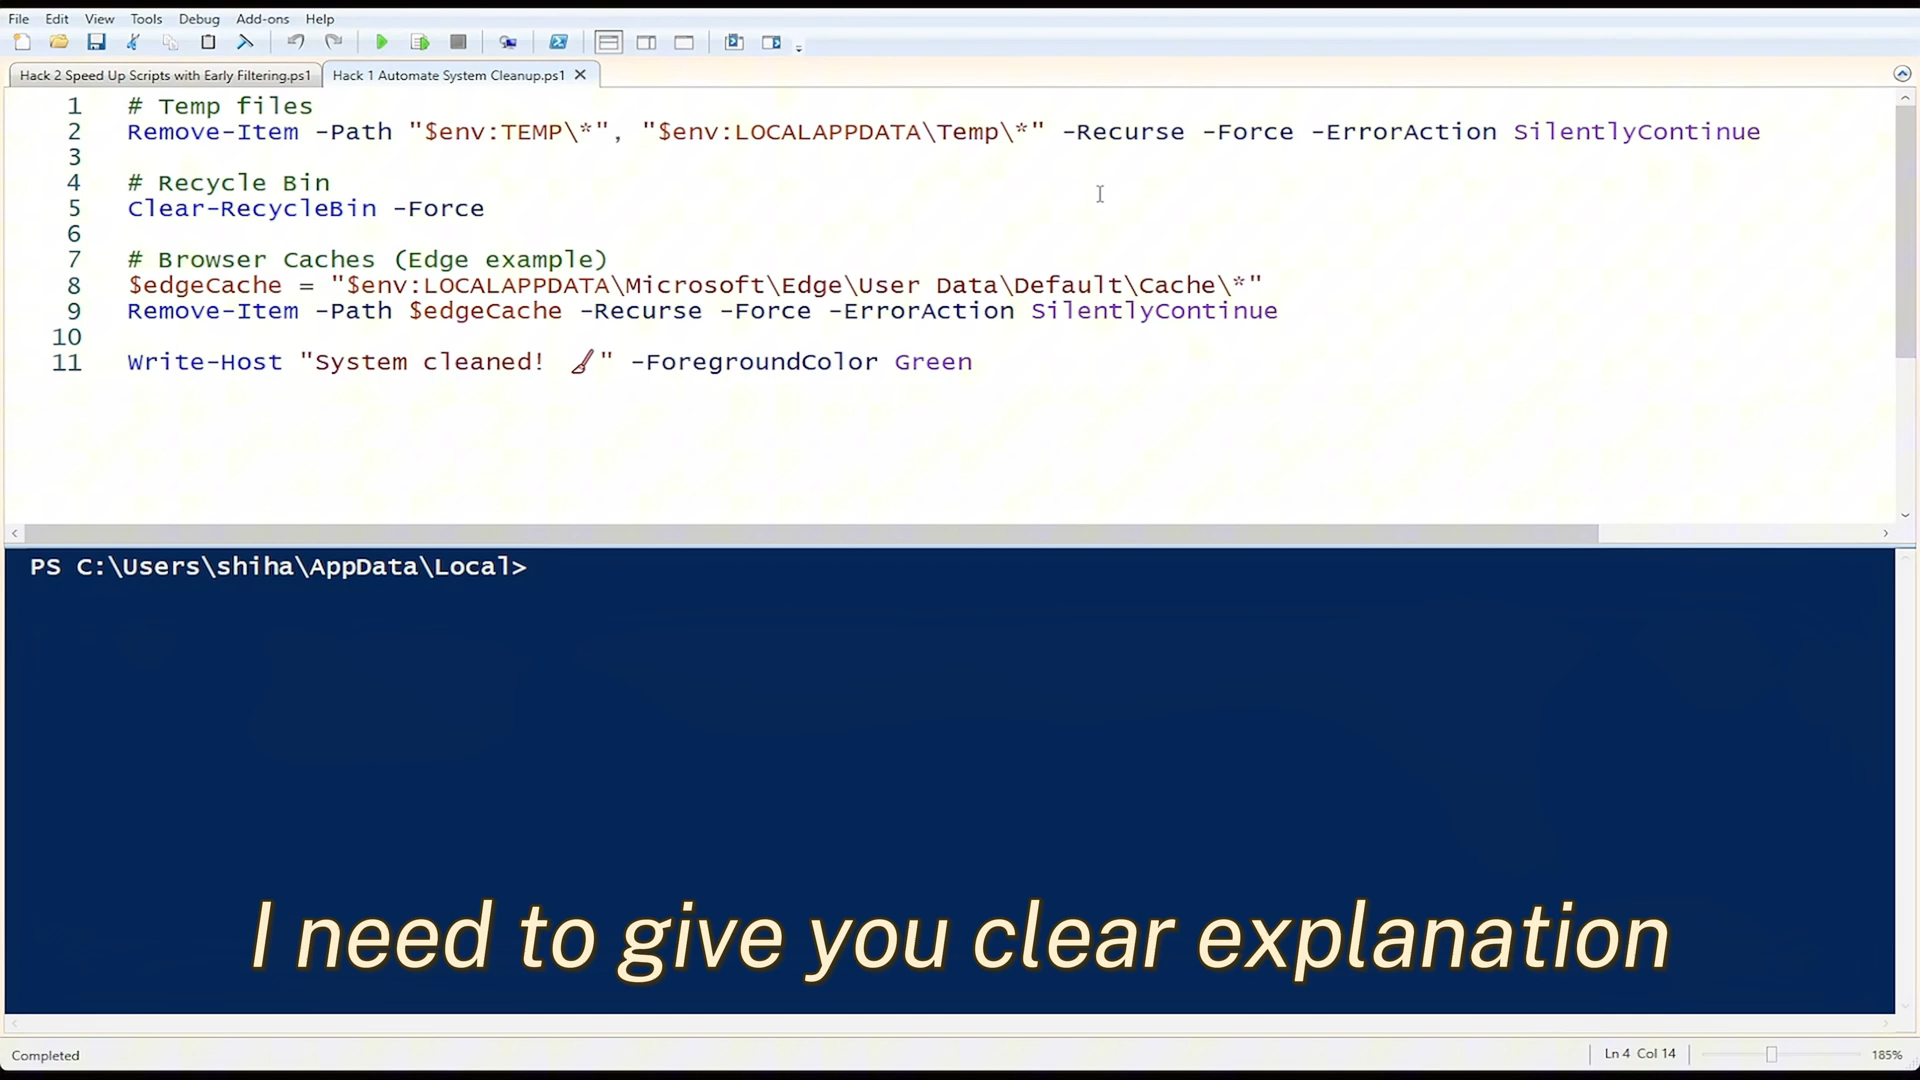 File Edit View Tools Debug Add-ons Help
Hack 2 Speed Up Scripts with Early Filtering.ps1 Hack 1 Automate System Cleanup.ps1
1 # Temp files
2 Remove-Item -Path "$env:TEMP\*", "$env:LOCALAPPDATA\Temp\*" -Recurse -Force -ErrorAction SilentlyContinue
3
4 # Recycle Bin
5 Clear-RecycleBin -Force
6
7 # Browser Caches (Edge example)
8 $edgeCache = "$env:LOCALAPPDATA\Microsoft\Edge\User Data\Default\Cache\*"
9 Remove-Item -Path $edgeCache -Recurse -Force -ErrorAction SilentlyContinue
10
11 Write-Host "System cleaned! 🧹" -ForegroundColor Green
PS C:\Users\shiha\AppData\Local>
I need to give you clear explanation
Completed Ln 4 Col 14 185%